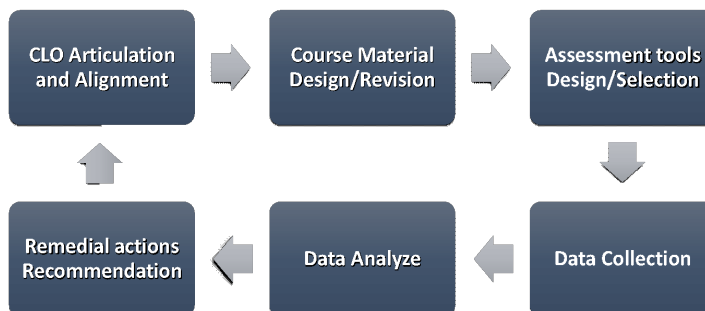 CLO Articulation
and Alignment
Course Material
Design/Revision
Assessment tools
Design/Selection
Remedial actions
Recommendation
Data Analyze
Data Collection